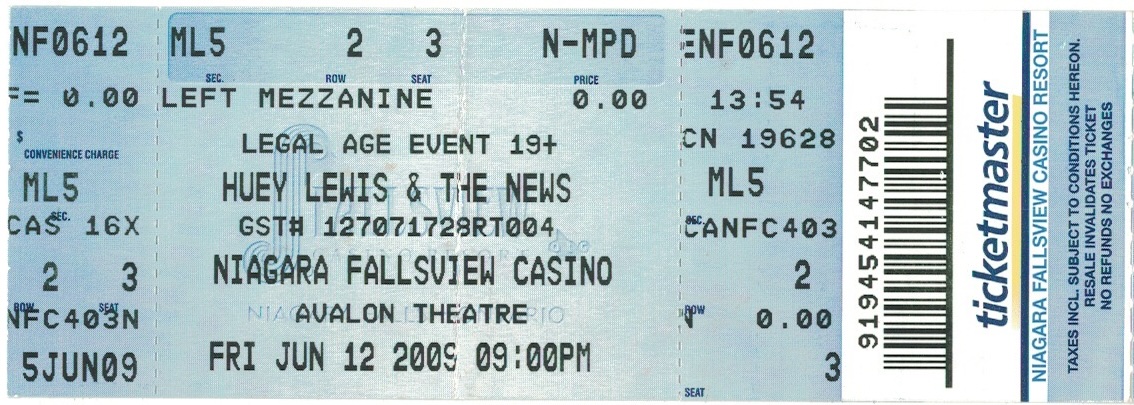 NF0612
F= 0.00
$
CONVENIENCE CHARGE
ML5
SEC.
CAS 16X
2 3
ROW SEAT
NFC403N
5JUN09
ML5 2 3 N-MPD
SEC. ROW SEAT PRICE
LEFT MEZZANINE 0.00
LEGAL AGE EVENT 19+
HUEY LEWIS & THE NEWS
GST# 127071728RT004
NIAGARA FALLSVIEW CASINO
AVALON THEATRE
FRI JUN 12 2009 09:00PM
ENF0612
13:54
CN 19628
ML5
SEC.
CANFC403
2
ROW
N 0.00
3
SEAT
919454147702
ticketmaster
NIAGARA FALLSVIEW CASINO RESORT
TAXES INCL. SUBJECT TO CONDITIONS HEREON.
RESALE INVALIDATES TICKET
NO REFUNDS NO EXCHANGES